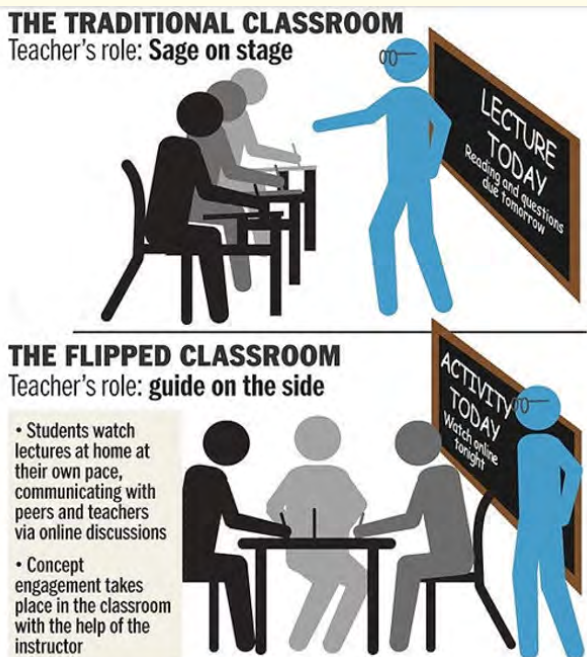 THE TRADITIONAL CLASSROOM
Teacher's role: Sage on stage
LECTURE
TODAY
Reading and questions
due tomorrow
THE FLIPPED CLASSROOM
Teacher's role: guide on the side
• Students watch
lectures at home at
their own pace,
communicating with
peers and teachers
via online discussions
• Concept
engagement takes
place in the classroom
with the help of the
instructor
ACTIVITY
TODAY
Watch online
tonight